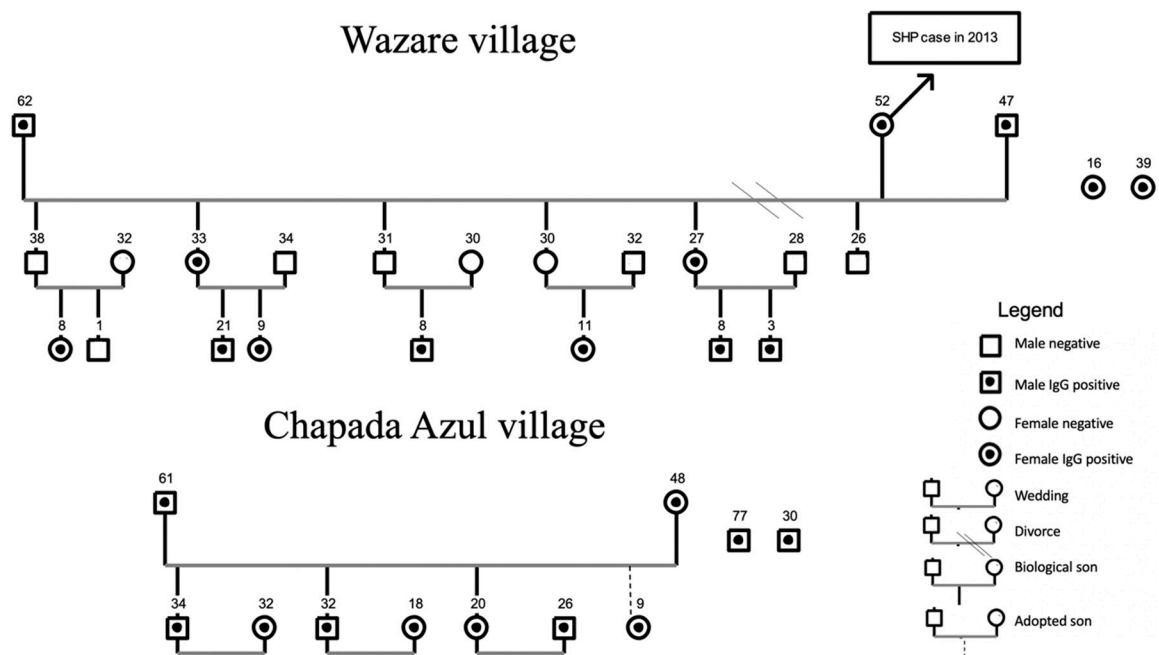 Wazare village
SHP case in 2013
62
52
47
16 39
38 32 33 34 31 30 30 32 27 28 26
8 1 21 9 8 11 8 3
Legend
Male negative
Male IgG positive
Female negative
Female IgG positive
Wedding
Divorce
Biological son
Adopted son
Chapada Azul village
61 48
77 30
34 32 32 18 20 26 9